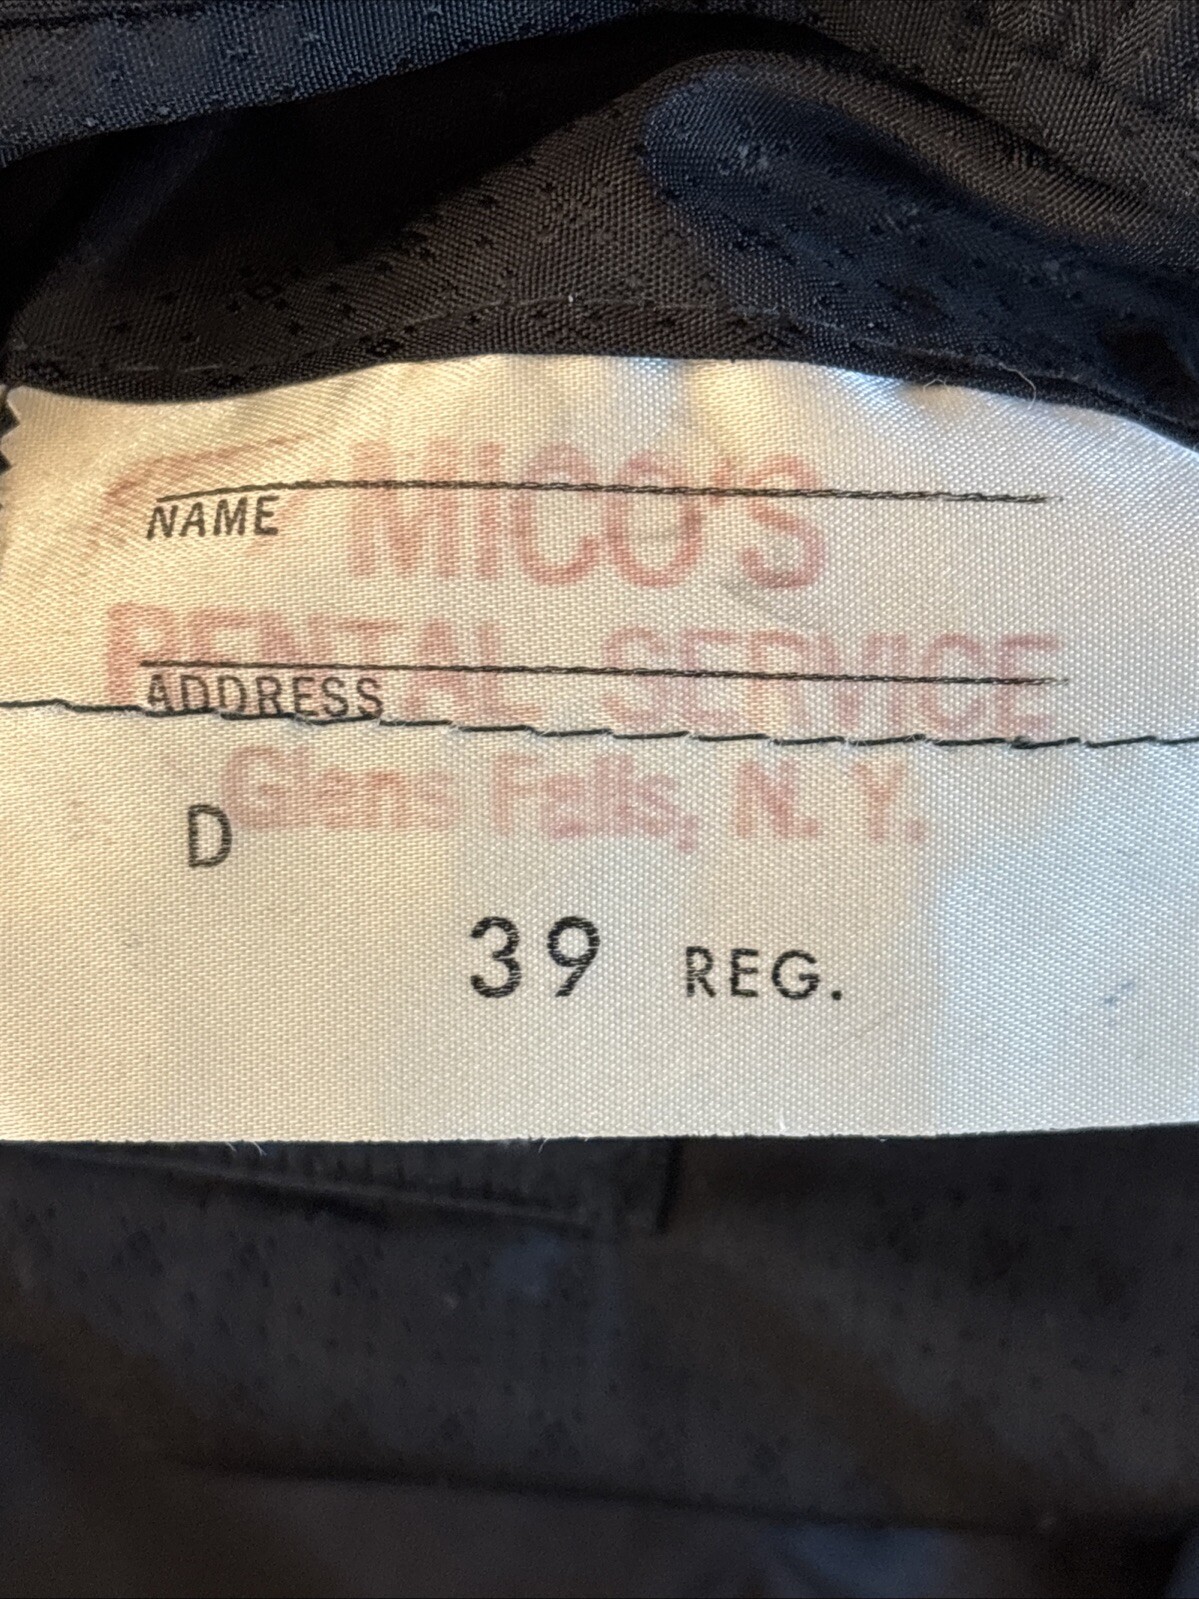 MiCO'S
NAME
RENTAL SERVICE
ADDRESS
Glens Falls, N. Y.
D
39 REG.